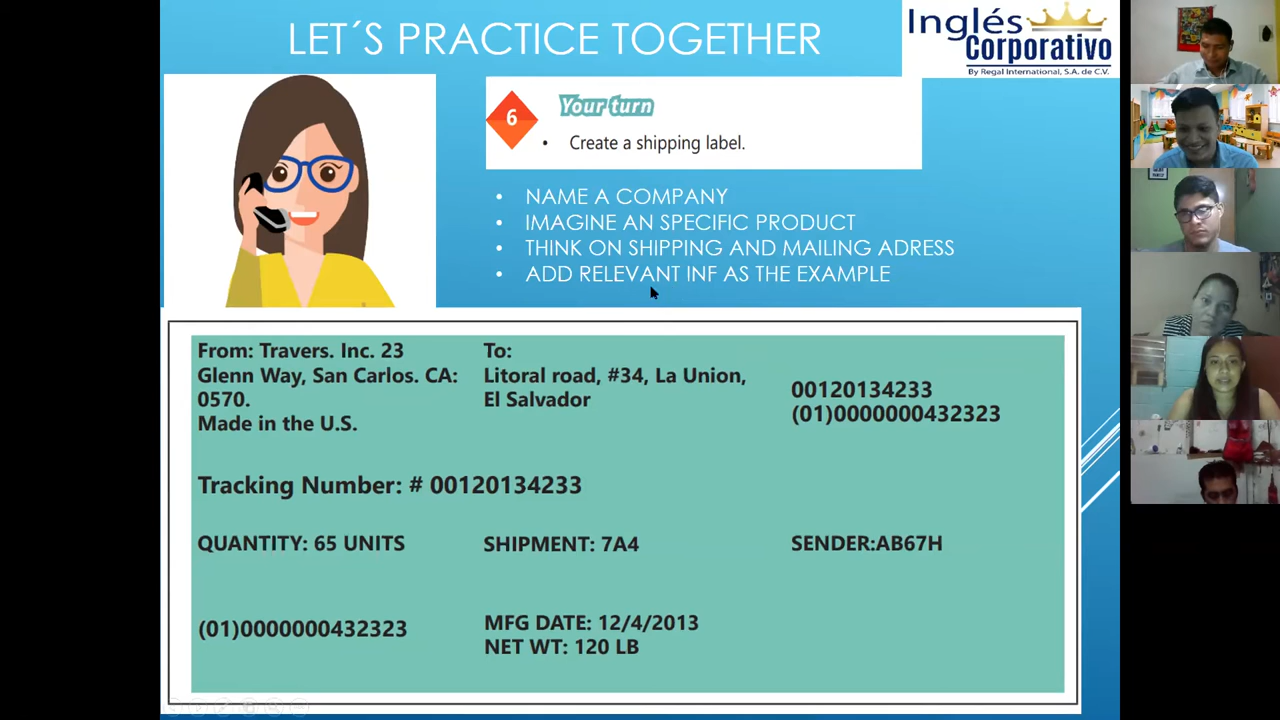 LET´S PRACTICE TOGETHER
Inglés
Corporativo
By Regal International, S.A. de C.V.
6
Your turn
• Create a shipping label.
• NAME A COMPANY
• IMAGINE AN SPECIFIC PRODUCT
• THINK ON SHIPPING AND MAILING ADRESS
• ADD RELEVANT INF AS THE EXAMPLE
From: Travers. Inc. 23
Glenn Way, San Carlos. CA:
0570.
Made in the U.S.
To:
Litoral road, #34, La Union,
El Salvador
00120134233
(01)0000000432323
Tracking Number: # 00120134233
QUANTITY: 65 UNITS
SHIPMENT: 7A4
SENDER:AB67H
(01)0000000432323
MFG DATE: 12/4/2013
NET WT: 120 LB